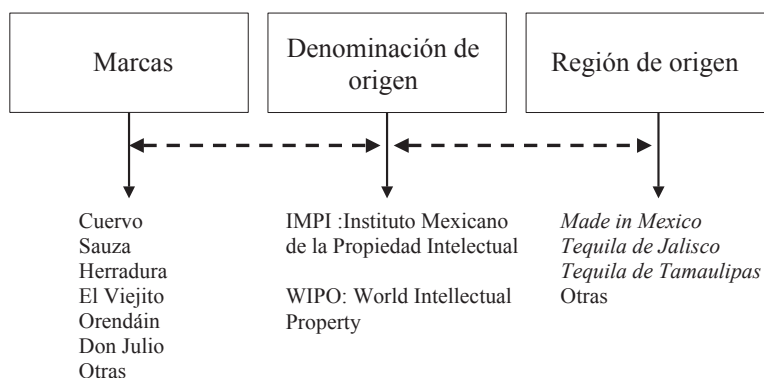 Marcas
Denominación de
origen
Región de origen
Cuervo
Sauza
Herradura
El Viejito
Orendáin
Don Julio
Otras
IMPI :Instituto Mexicano
de la Propiedad Intelectual
WIPO: World Intellectual
Property
Made in Mexico
Tequila de Jalisco
Tequila de Tamaulipas
Otras